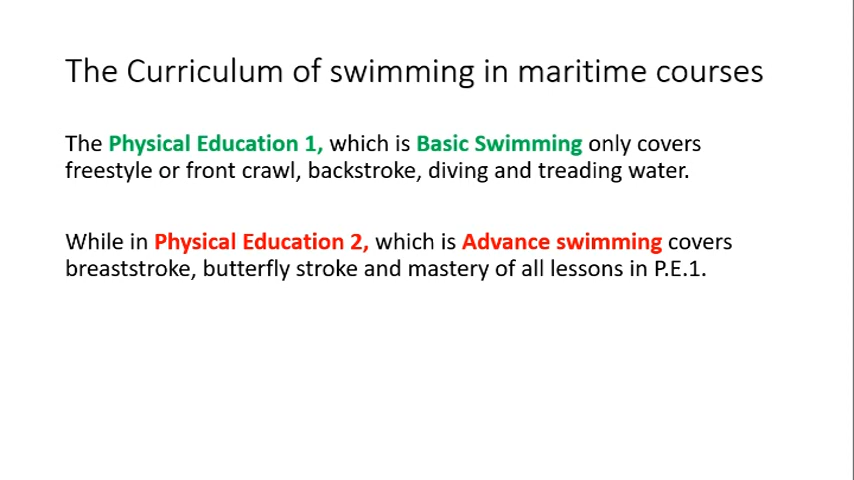 The Curriculum of swimming in maritime courses
The Physical Education 1, which is Basic Swimming only covers
freestyle or front crawl, backstroke, diving and treading water.
While in Physical Education 2, which is Advance swimming covers
breaststroke, butterfly stroke and mastery of all lessons in P.E.1.